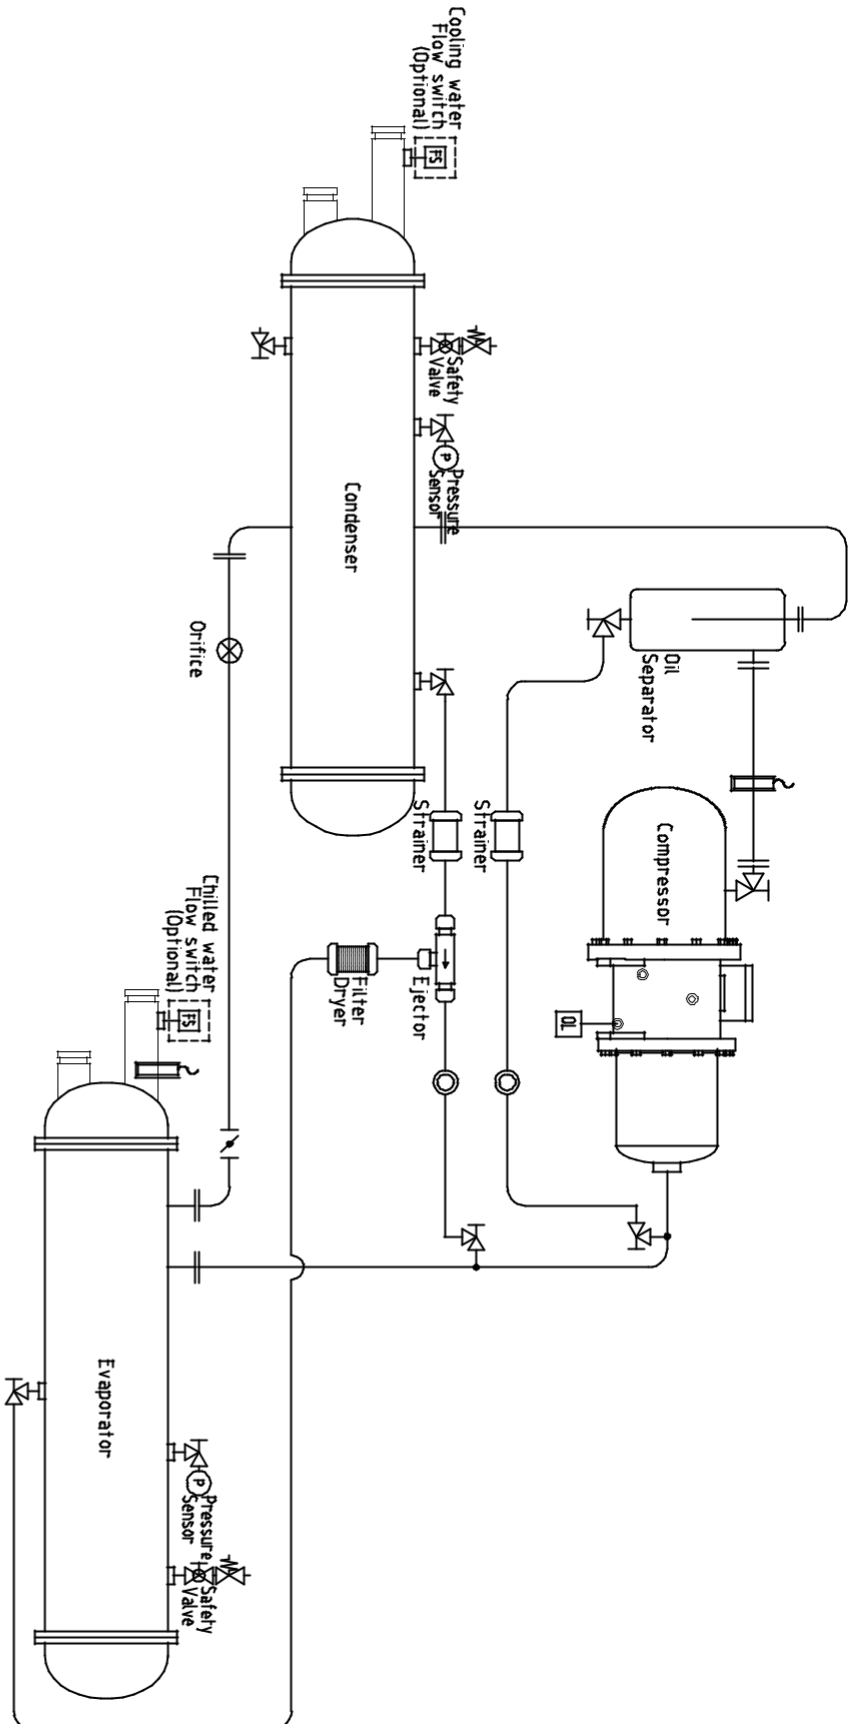 Cooling water
Flow switch
(Optional)
FS
Safety
Valve
P
Pressure
Sensor
Condenser
Orifice
Oil
Separator
Compressor
Strainer
Strainer
OL
Filter
Dryer
Ejector
Chilled water
Flow switch
(Optional)
FS
Evaporator
P
Pressure
Sensor
Safety
Valve